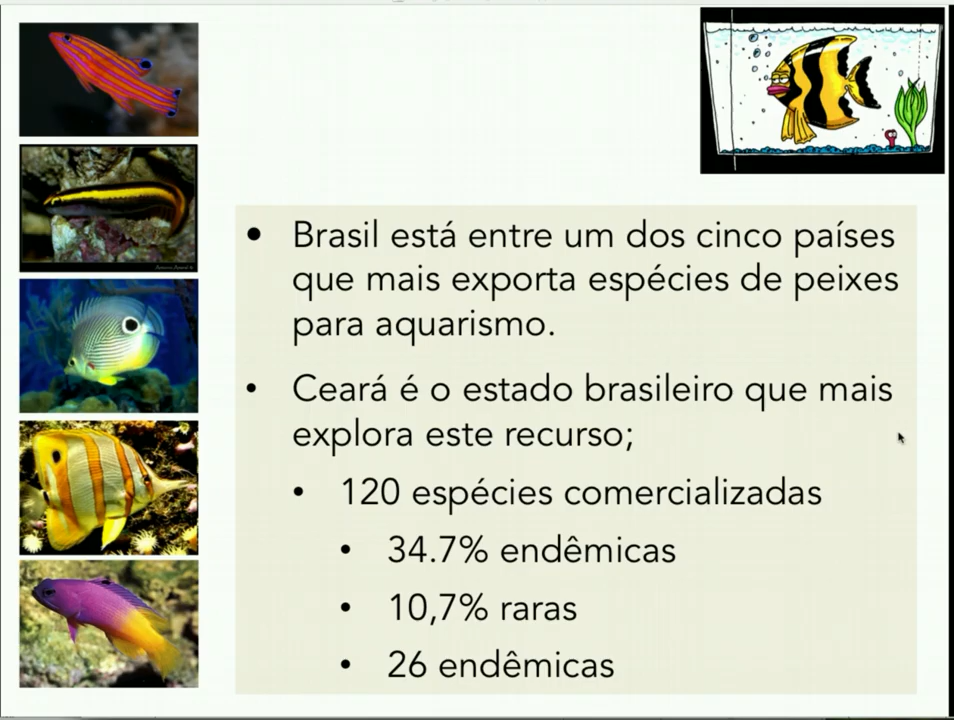 • Brasil está entre um dos cinco países
que mais exporta espécies de peixes
para aquarismo.
• Ceará é o estado brasileiro que mais
explora este recurso;
• 120 espécies comercializadas
• 34.7% endêmicas
• 10,7% raras
• 26 endêmicas